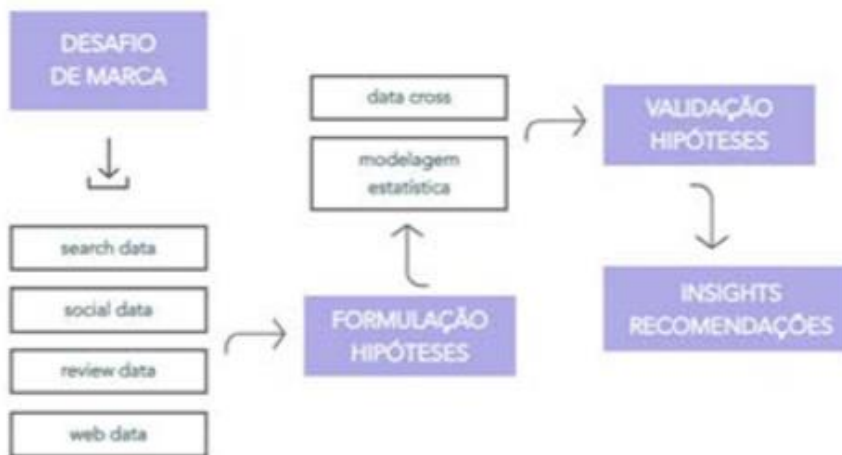 DESAFIO
DE MARCA
search data
social data
review data
web data
FORMULAÇÃO
HIPÓTESES
data cross
modelagem
estatística
VALIDAÇÃO
HIPÓTESES
INSIGHTS
RECOMENDAÇÕES